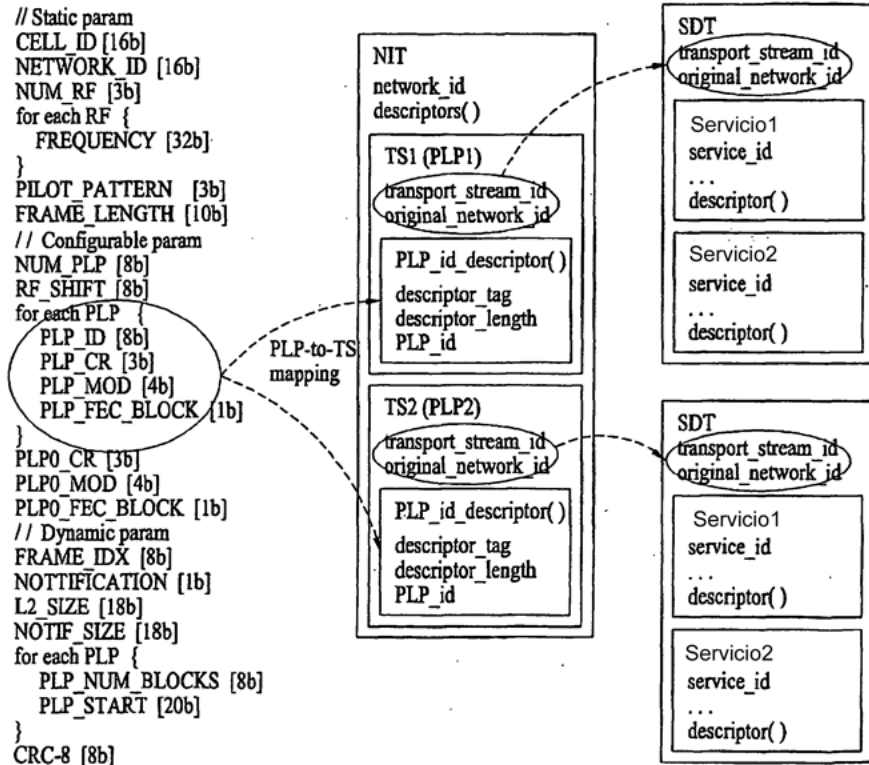 // Static param
CELL_ID [16b]
NETWORK_ID [16b]
NUM_RF [3b]
for each RF {
FREQUENCY [32b]
}
PILOT_PATTERN [3b]
FRAME_LENGTH [10b]
// Configurable param
NUM_PLP [8b]
RF_SHIFT [8b]
for each PLP {
PLP_ID [8b]
PLP_CR [3b]
PLP_MOD [4b]
PLP_FEC_BLOCK [1b]
}
PLP0_CR [3b]
PLP0_MOD [4b]
PLP0_FEC_BLOCK [1b]
// Dynamic param
FRAME_IDX [8b]
NOTTIFICATION [1b]
L2_SIZE [18b]
NOTIF_SIZE [18b]
for each PLP {
PLP_NUM_BLOCKS [8b]
PLP_START [20b]
}
CRC-8 [8b]
PLP-to-TS
mapping
NIT
network_id
descriptors()
TS1 (PLP1)
transport_stream_id
original_network_id
PLP_id_descriptor()
descriptor_tag
descriptor_length
PLP_id
TS2 (PLP2)
transport_stream_id
original_network_id
PLP_id_descriptor()
descriptor_tag
descriptor_length
PLP_id
SDT
transport_stream_id
original_network_id
Servicio1
service_id
...
descriptor()
Servicio2
service_id
...
descriptor()
SDT
transport_stream_id
original_network_id
Servicio1
service_id
...
descriptor()
Servicio2
service_id
...
descriptor()